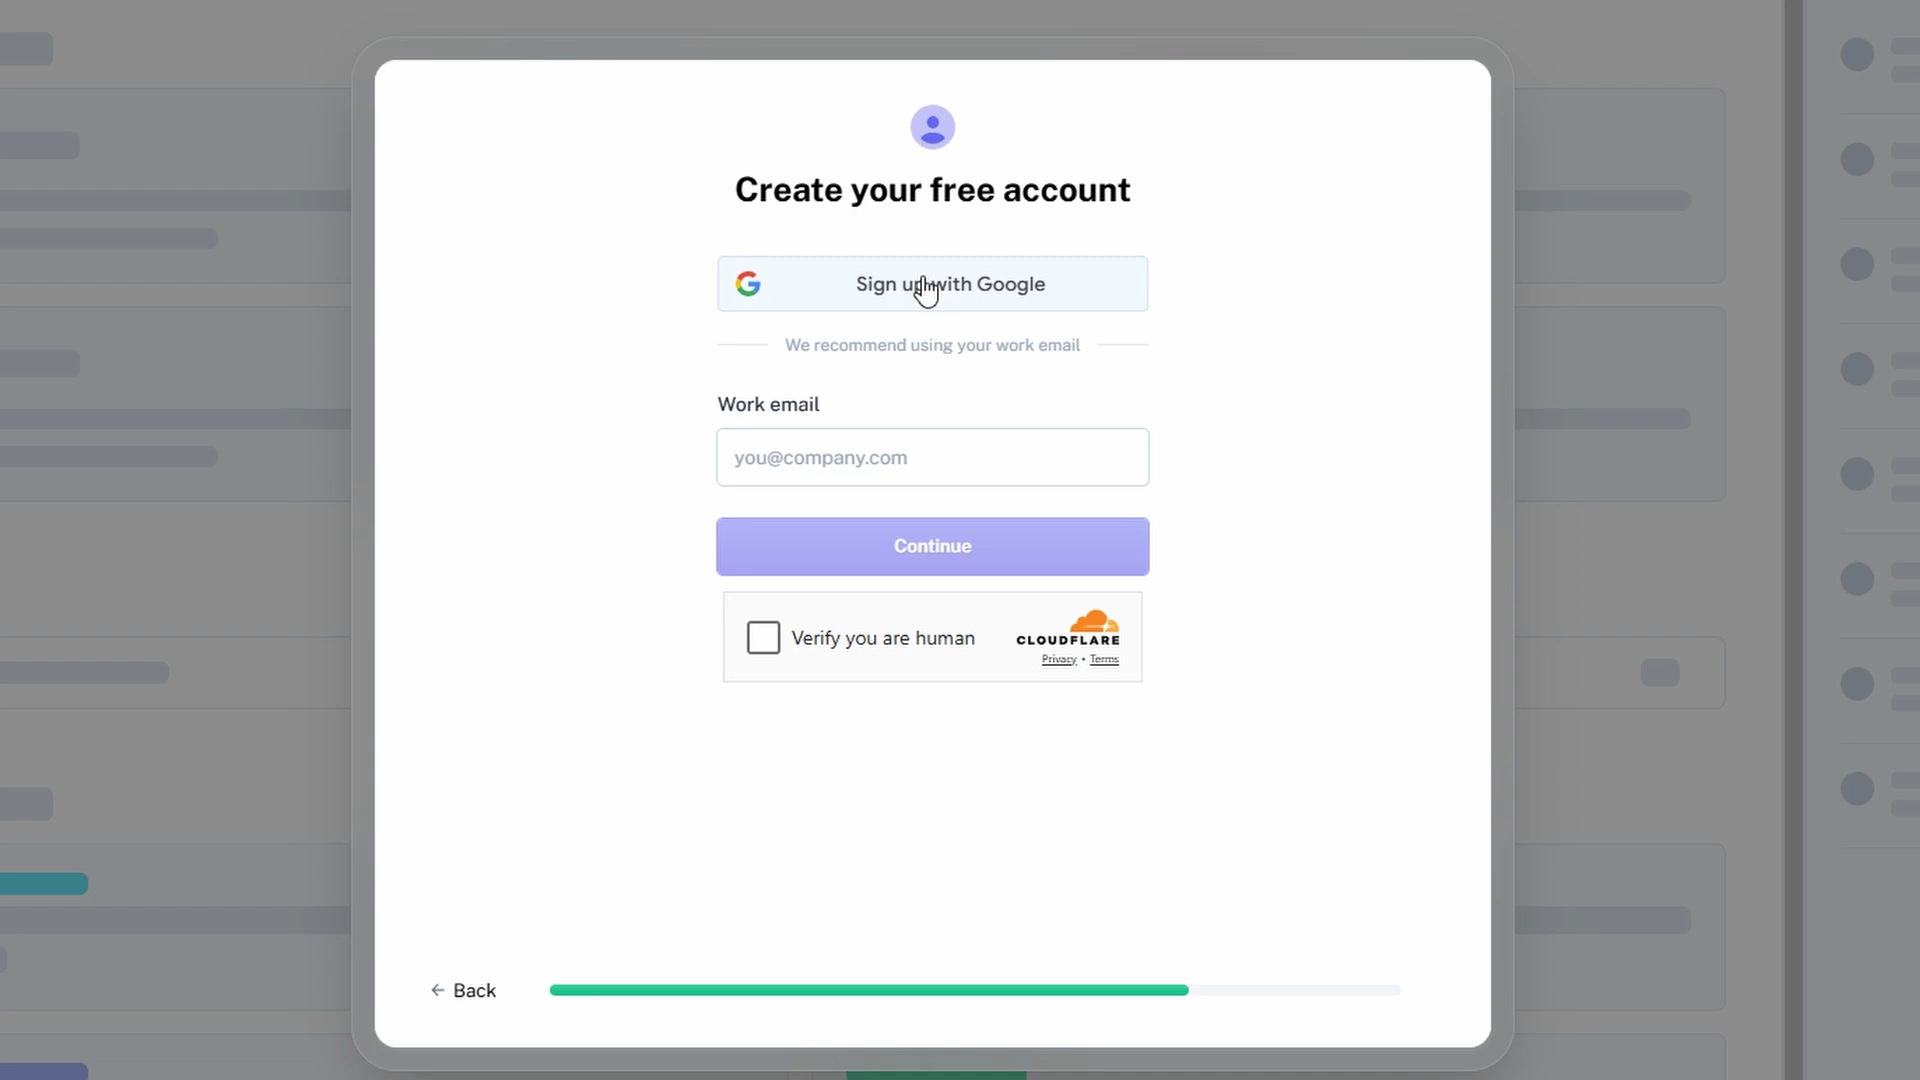 Create your free account
Sign up with Google
We recommend using your work email
Work email
you@company.com
Continue
Verify you are human
CLOUDFLARE
Privacy • Terms
← Back